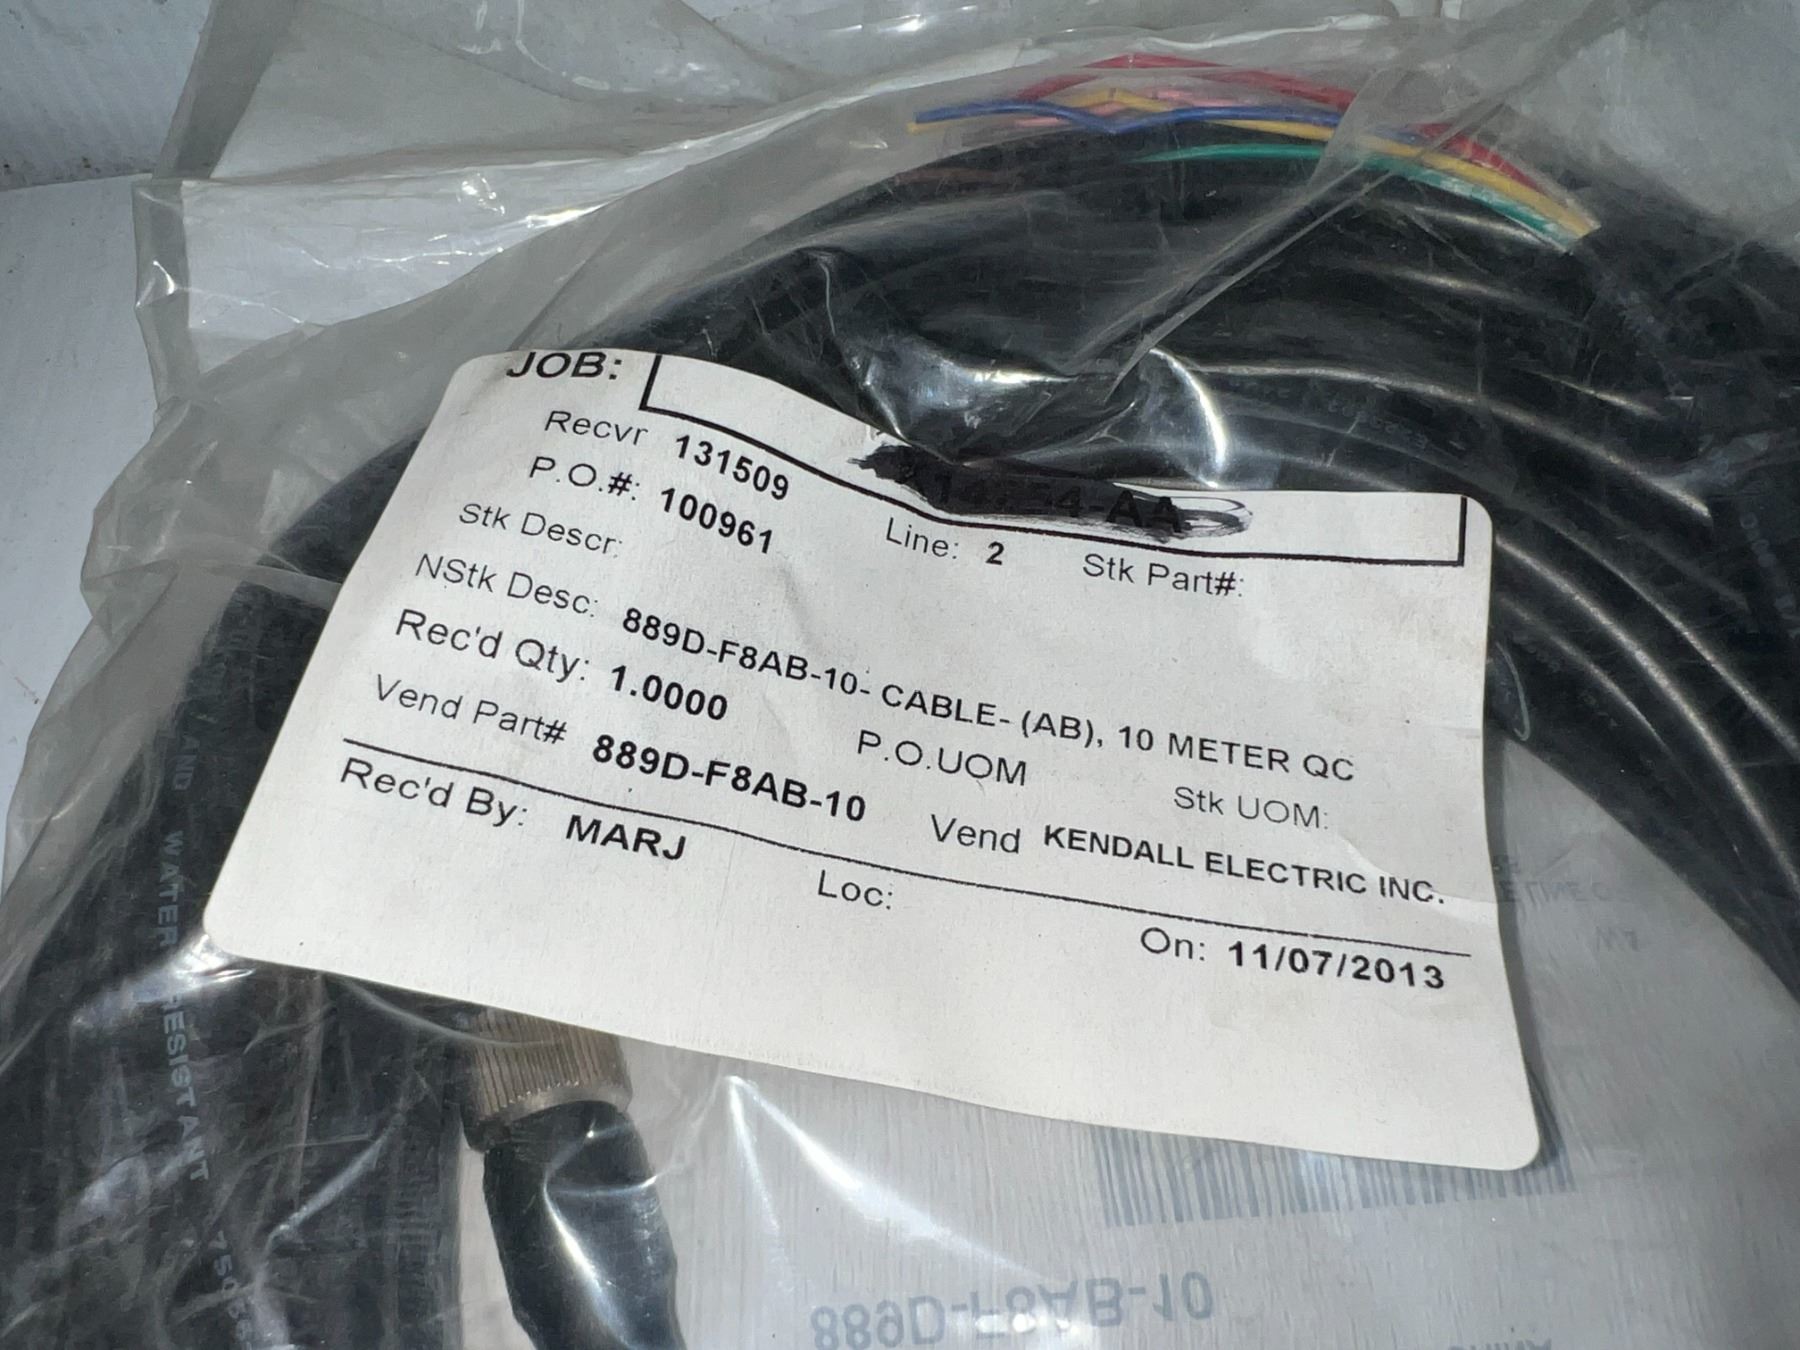 JOB:
Recvr 131509
P.O.#: 100961 Line: 2 Stk Part#:
Stk Descr:
NStk Desc: 889D-F8AB-10- CABLE- (AB), 10 METER QC
Rec'd Qty: 1.0000 P.O.UOM Stk UOM:
Vend Part# 889D-F8AB-10 Vend KENDALL ELECTRIC INC.
Rec'd By: MARJ Loc: On: 11/07/2013
WATER RESISTANT
889D-F8AB-10